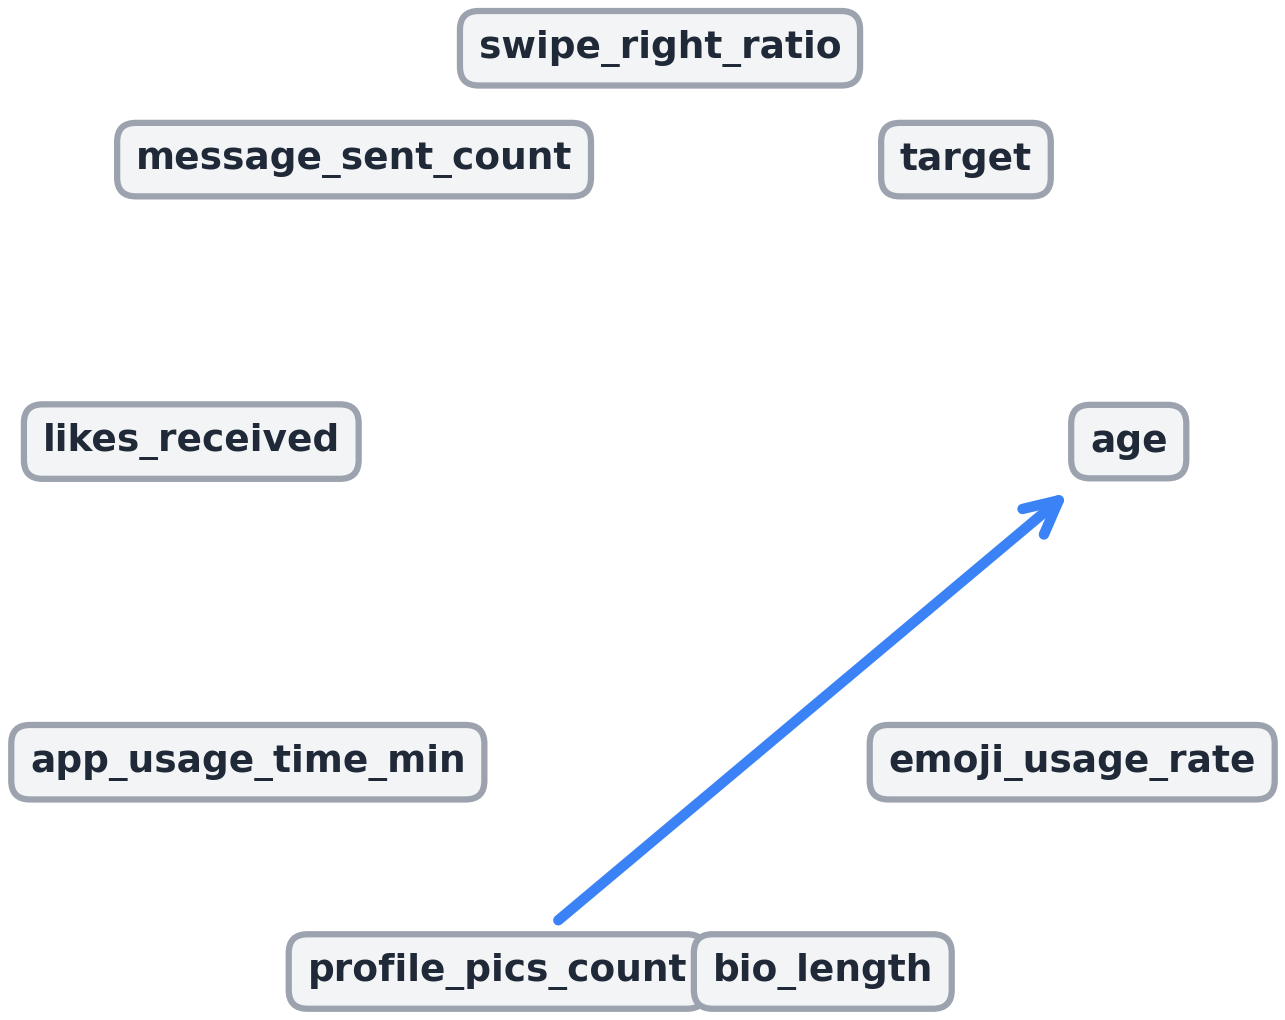 swipe_right_ratio
message_sent_count
target
likes_received
age
app_usage_time_min
emoji_usage_rate
profile_pics_count
bio_length